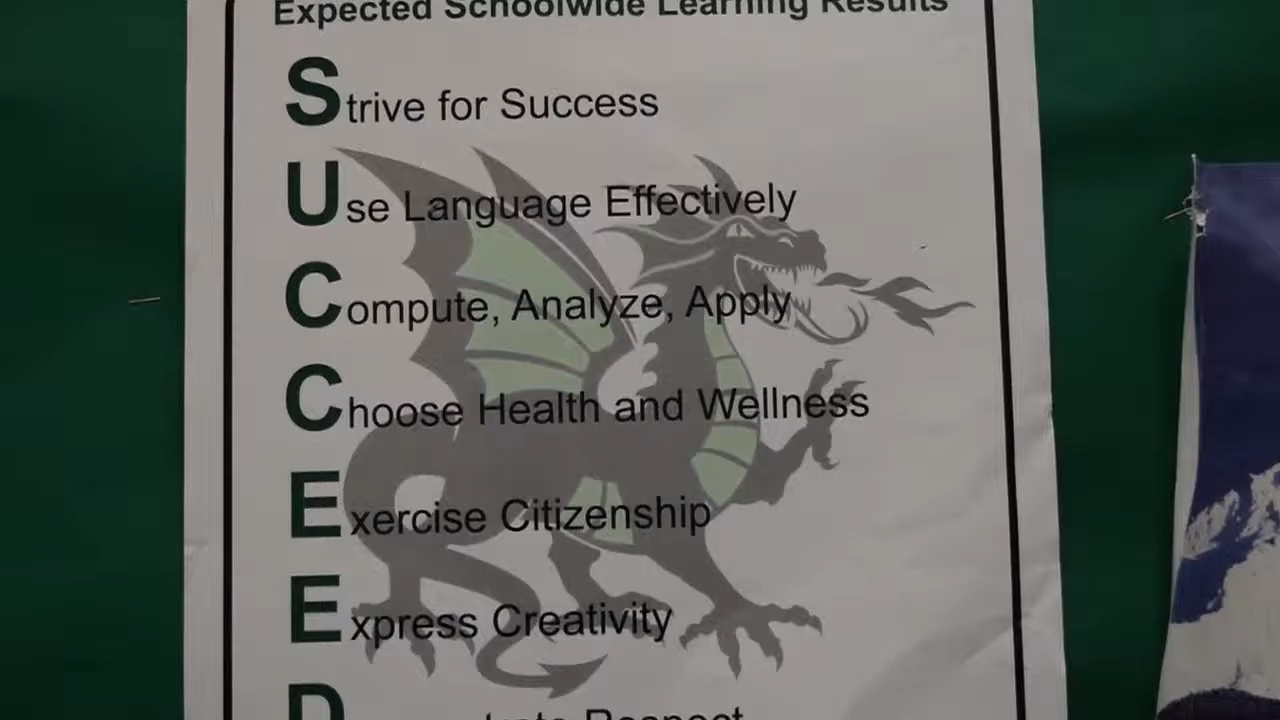 Expected Schoolwide Learning Results
Strive for Success
Use Language Effectively
Compute, Analyze, Apply
Choose Health and Wellness
Exercise Citizenship
Express Creativity
Respect